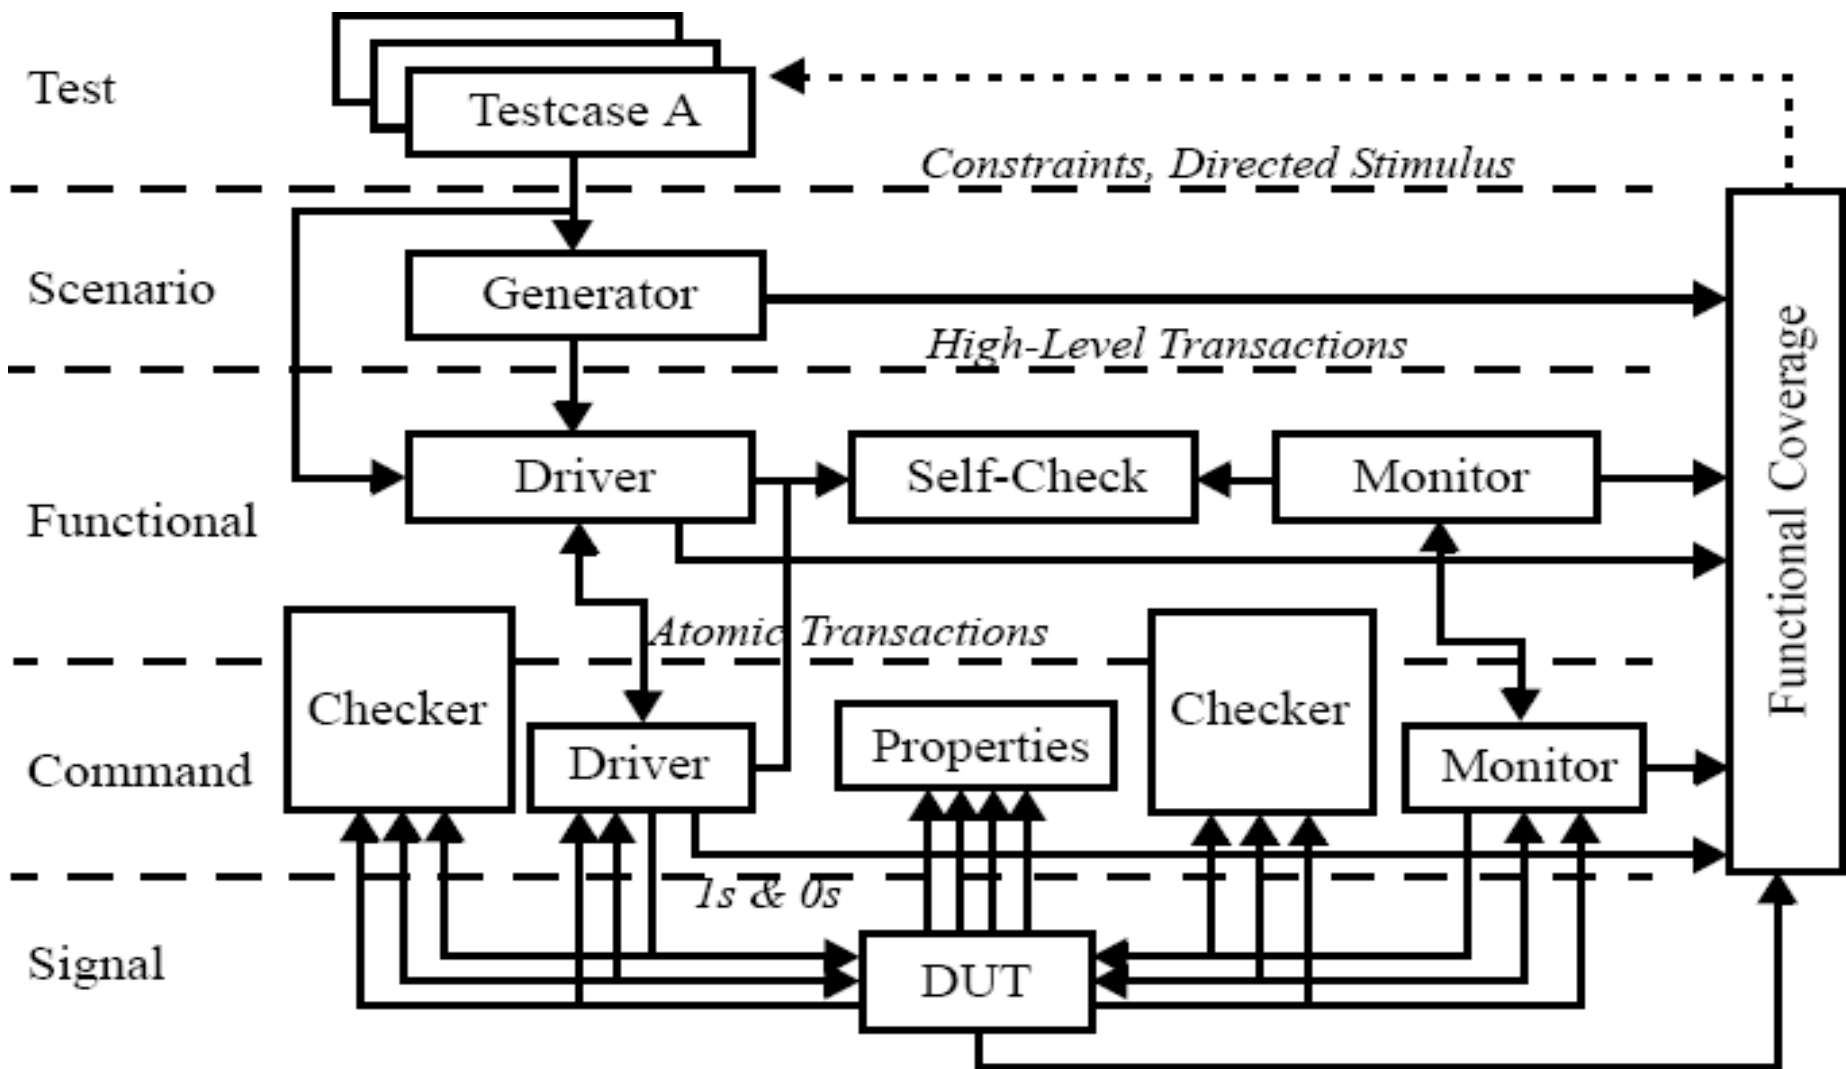 Test
Testcase A
Constraints, Directed Stimulus
Scenario
Generator
High-Level Transactions
Functional Coverage
Functional
Driver
Self-Check
Monitor
Atomic Transactions
Command
Checker
Driver
Properties
Checker
Monitor
1s & 0s
Signal
DUT